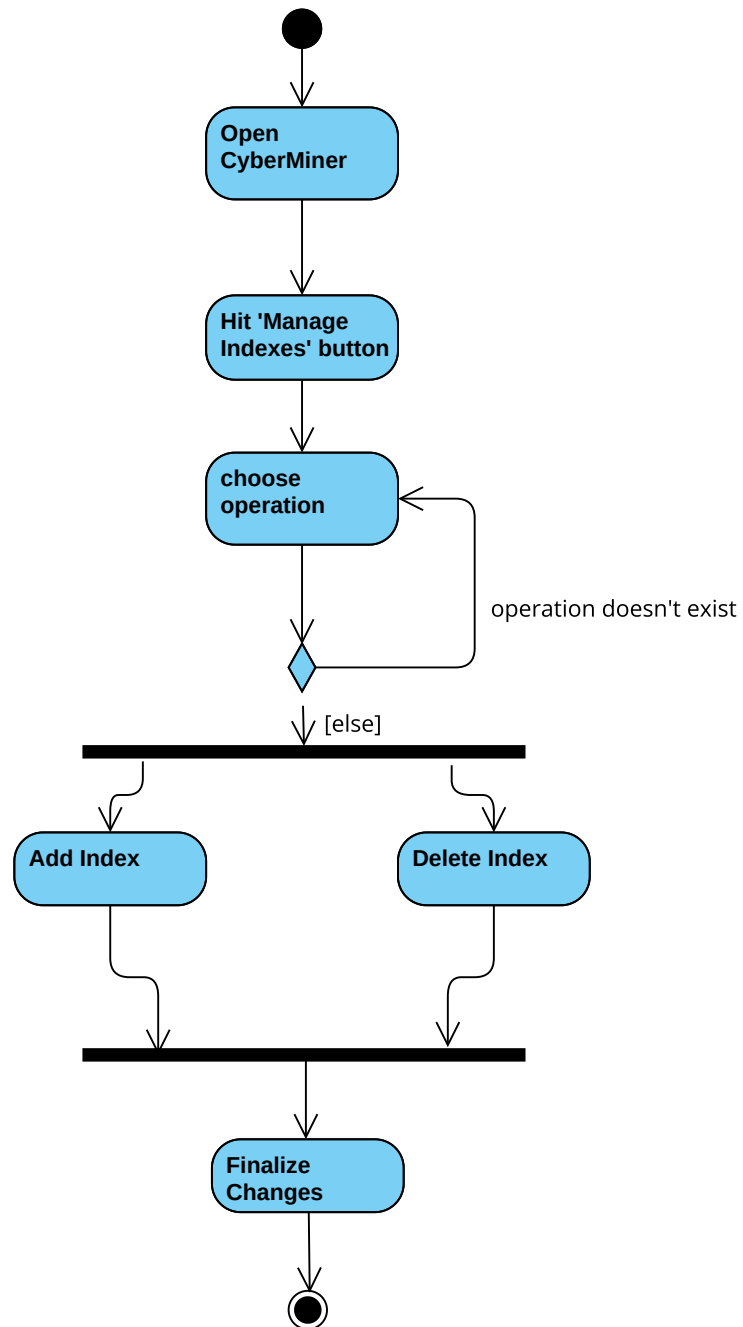 Open
CyberMiner
Hit 'Manage
Indexes' button
choose
operation
operation doesn't exist
[else]
Add Index
Delete Index
Finalize
Changes